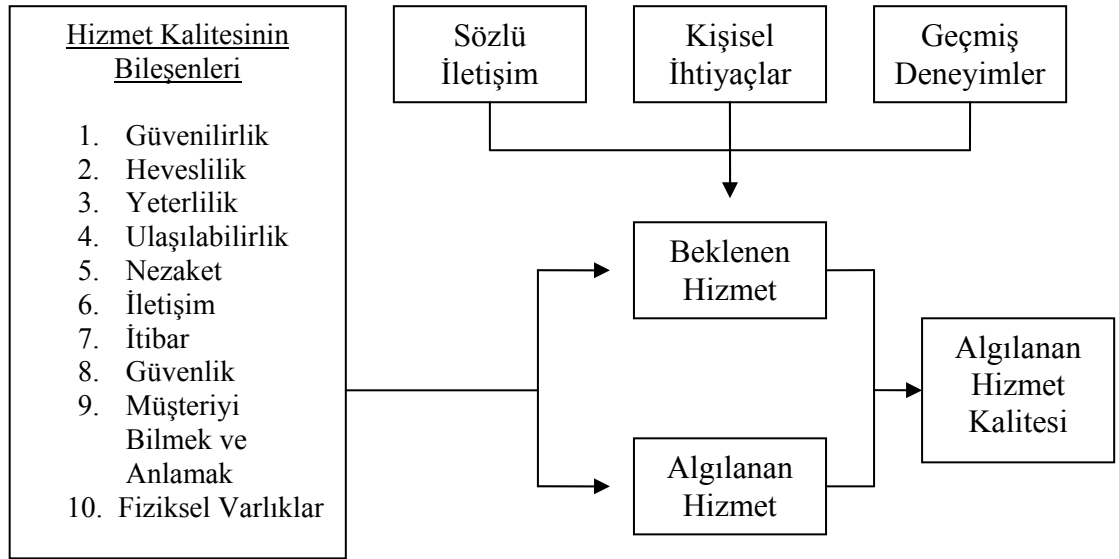 Hizmet Kalitesinin
Bileşenleri
1. Güvenilirlik
2. Heveslilik
3. Yeterlilik
4. Ulaşılabilirlik
5. Nezaket
6. İletişim
7. İtibar
8. Güvenlik
9. Müşteriyi
Bilmek ve
Anlamak
10. Fiziksel Varlıklar
Sözlü
İletişim
Kişisel
İhtiyaçlar
Geçmiş
Deneyimler
Beklenen
Hizmet
Algılanan
Hizmet
Algılanan
Hizmet
Kalitesi